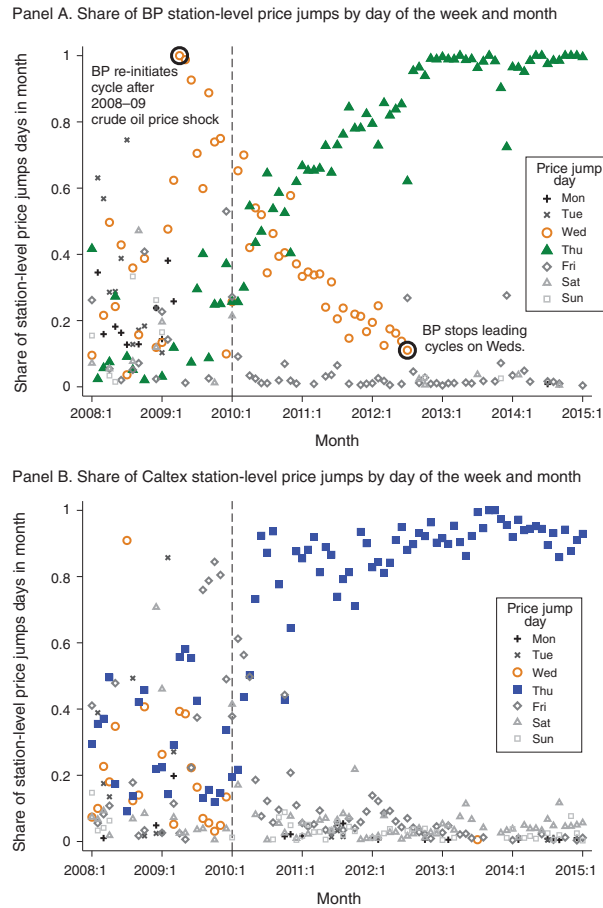 Panel A. Share of BP station-level price jumps by day of the week and month
Share of station-level price jumps days in month
1
0.8
0.6
0.4
0.2
0
BP re-initiates
cycle after
2008–09
crude oil price shock
Price jump
day
Mon
Tue
Wed
Thu
Fri
Sat
Sun
BP stops leading
cycles on Weds.
2008:1 2009:1 2010:1 2011:1 2012:1 2013:1 2014:1 2015:1
Month
Panel B. Share of Caltex station-level price jumps by day of the week and month
Share of station-level price jumps days in month
1
0.8
0.6
0.4
0.2
0
Price jump
day
Mon
Tue
Wed
Thu
Fri
Sat
Sun
2008:1 2009:1 2010:1 2011:1 2012:1 2013:1 2014:1 2015:1
Month